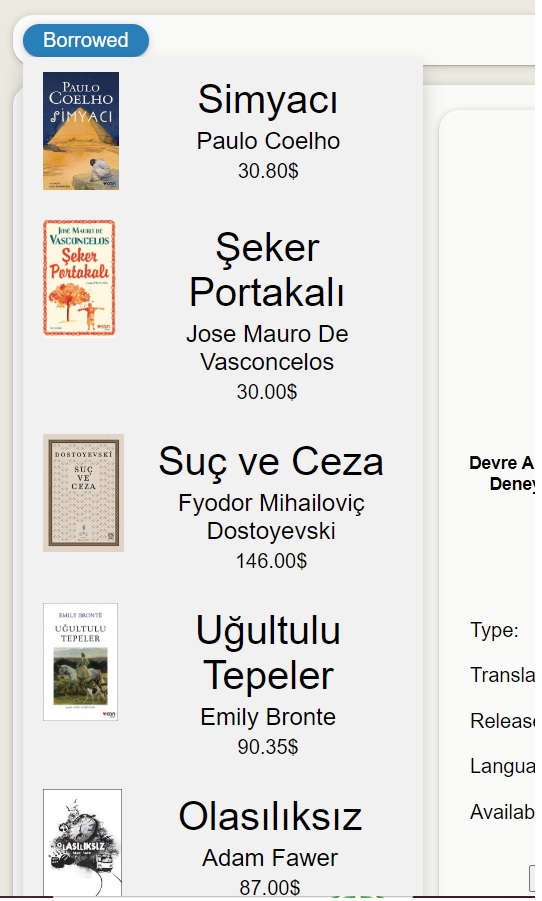 Borrowed
PAULO
COELHO
SİMYACI
Simyacı
Paulo Coelho
30.80$
JOSÉ MAURO DE
VASCONCELOS
Şeker
Portakalı
Şeker
Portakalı
Jose Mauro De
Vasconcelos
30.00$
DOSTOYEVSKİ
SUÇ
VE
CEZA
Suç ve Ceza
Fyodor Mihailoviç
Dostoyevski
146.00$
EMILY BRONTË
UĞULTULU
TEPELER
Uğultulu
Tepeler
Emily Bronte
90.35$
OLASILIKSIZ
Olasılıksız
Adam Fawer
87.00$
Devre A
Deney
Type:
Transla
Release
Langua
Availab